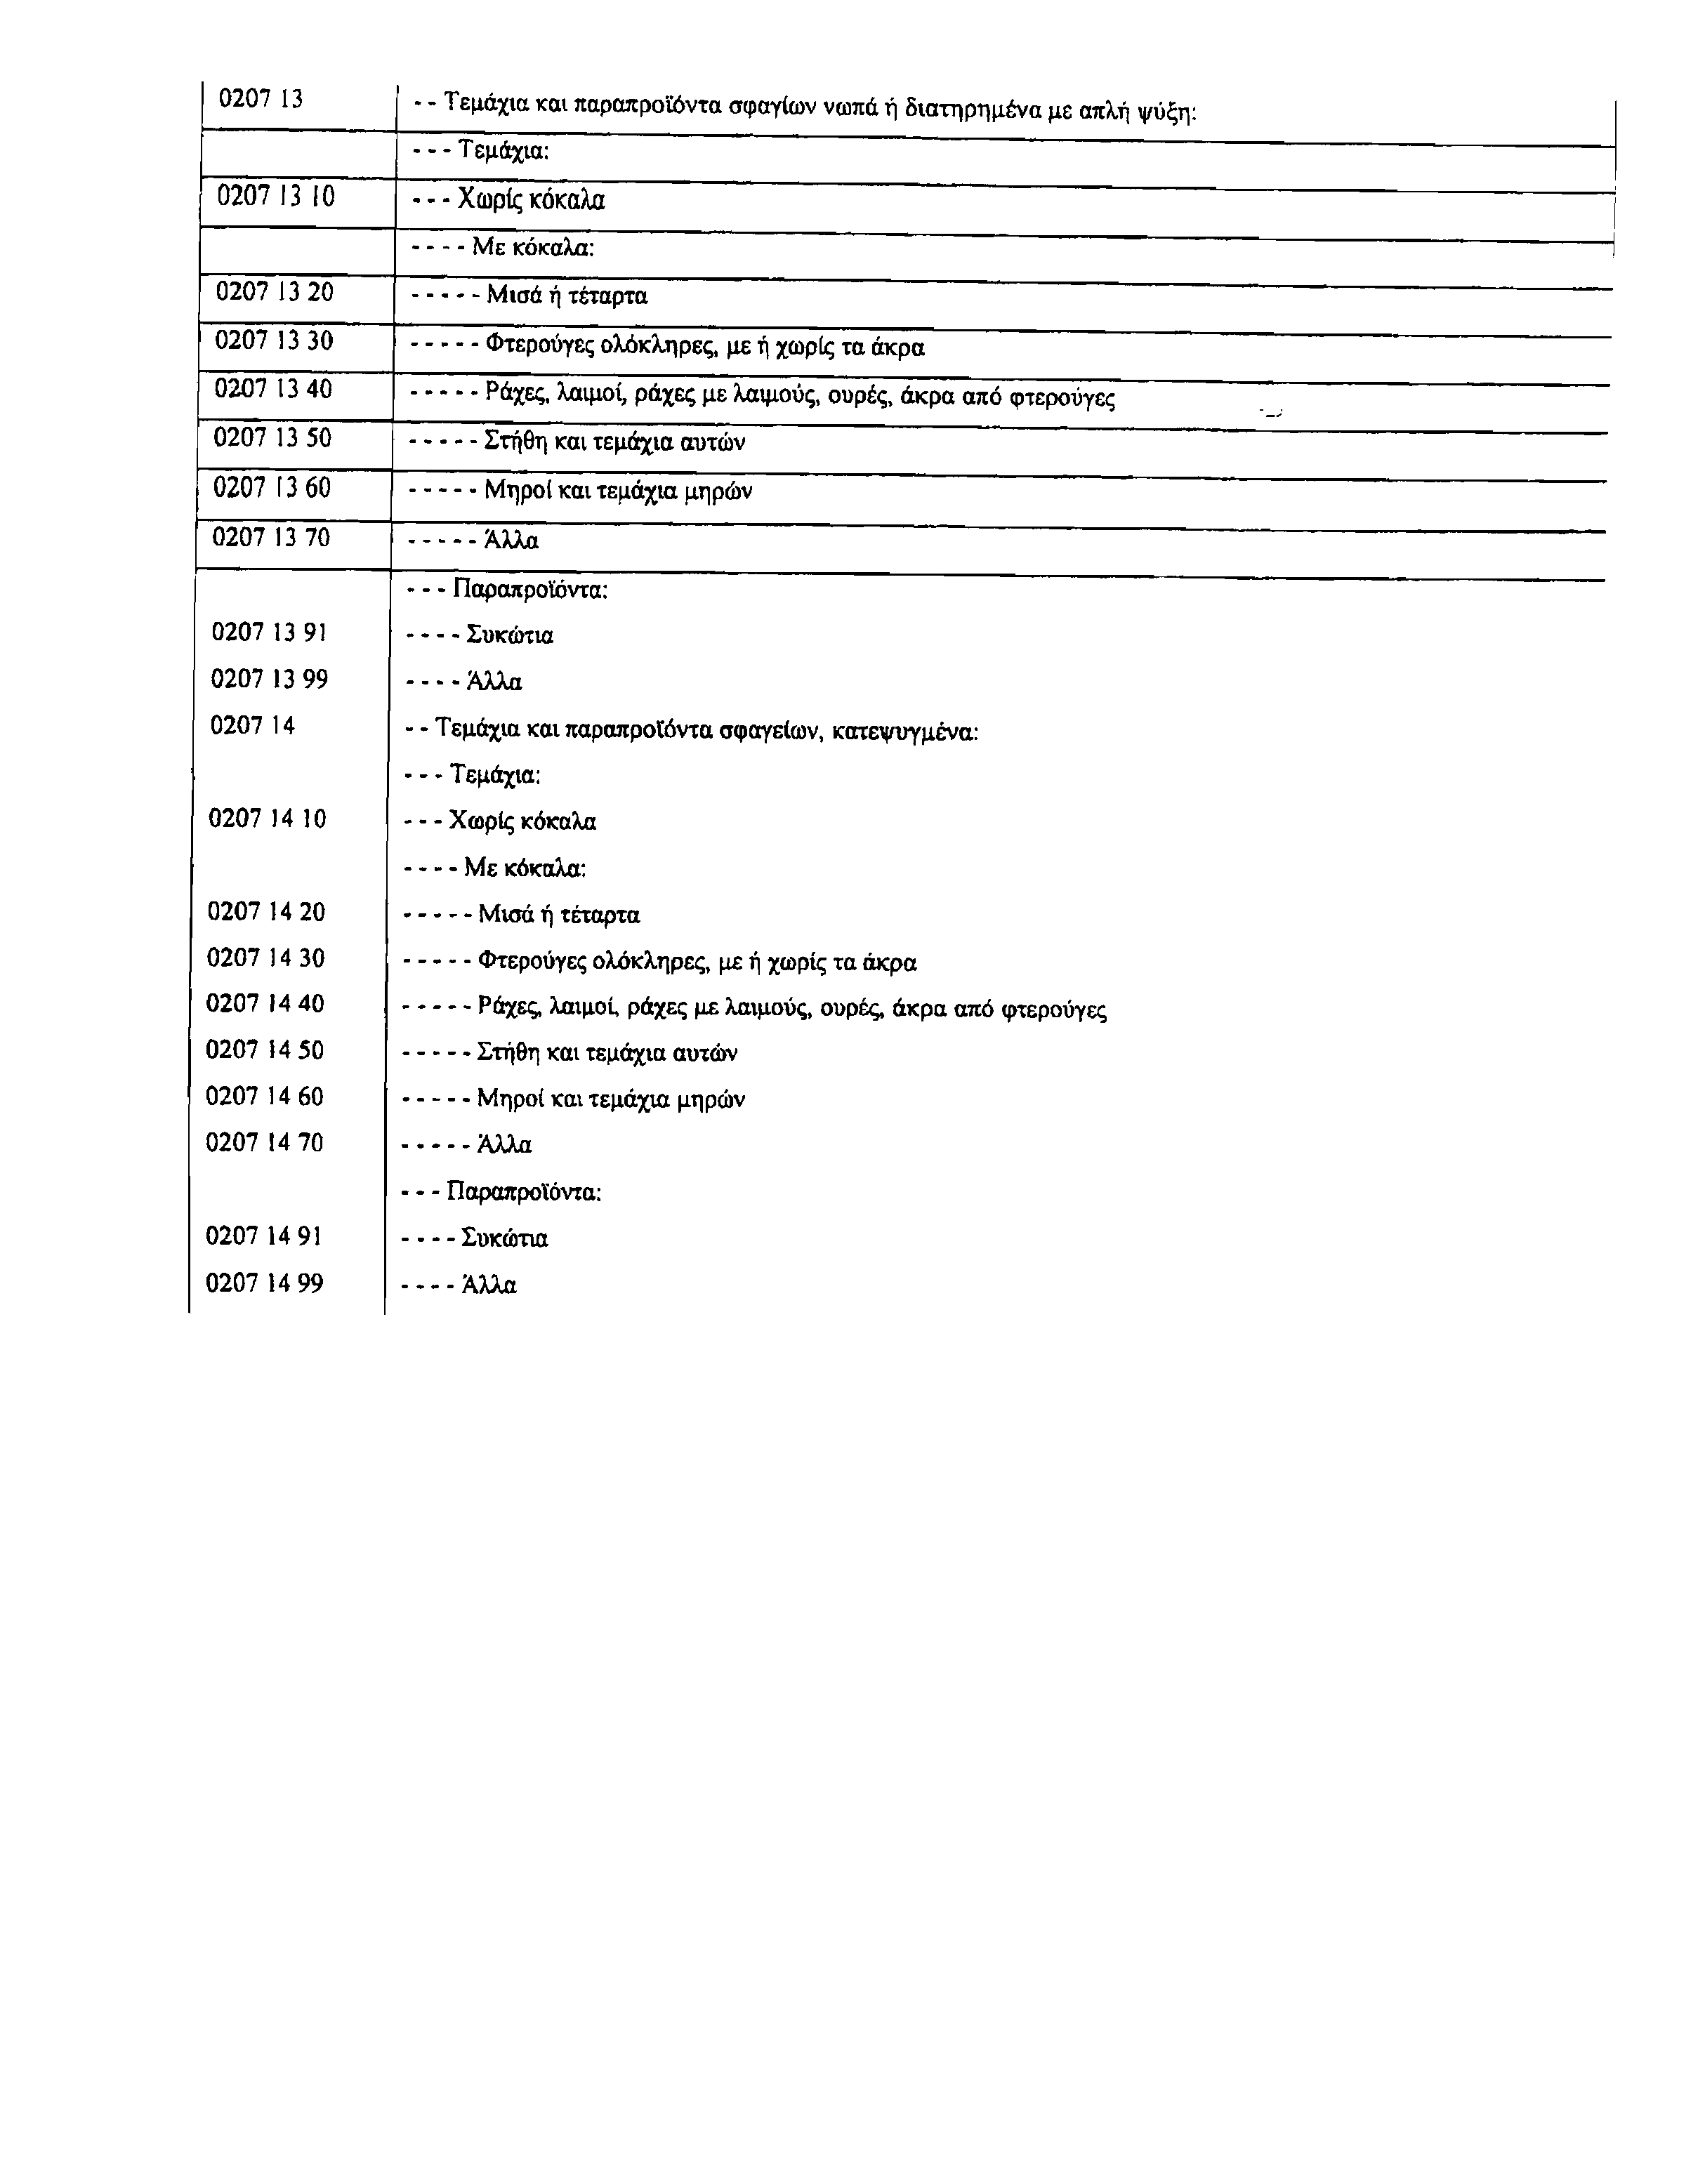 0207 13 - - Τεμάχια και παραπροϊόντα σφαγίων νωπά ή διατηρημένα με απλή ψύξη:
- - - Τεμάχια:
0207 13 10 - - - Χωρίς κόκαλα
- - - - Με κόκαλα:
0207 13 20 - - - - - Μισά ή τέταρτα
0207 13 30 - - - - - Φτερούγες ολόκληρες, με ή χωρίς τα άκρα
0207 13 40 - - - - - Ράχες, λαιμοί, ράχες με λαιμούς, ουρές, άκρα από φτερούγες
0207 13 50 - - - - - Στήθη και τεμάχια αυτών
0207 13 60 - - - - - Μηροί και τεμάχια μηρών
0207 13 70 - - - - - Άλλα
- - - Παραπροϊόντα:
0207 13 91 - - - - Συκώτια
0207 13 99 - - - - Άλλα
0207 14 - - Τεμάχια και παραπροϊόντα σφαγείων, κατεψυγμένα:
- - - Τεμάχια:
0207 14 10 - - - Χωρίς κόκαλα
- - - - Με κόκαλα:
0207 14 20 - - - - - Μισά ή τέταρτα
0207 14 30 - - - - - Φτερούγες ολόκληρες, με ή χωρίς τα άκρα
0207 14 40 - - - - - Ράχες, λαιμοί, ράχες με λαιμούς, ουρές, άκρα από φτερούγες
0207 14 50 - - - - - Στήθη και τεμάχια αυτών
0207 14 60 - - - - - Μηροί και τεμάχια μηρών
0207 14 70 - - - - - Άλλα
- - - Παραπροϊόντα:
0207 14 91 - - - - Συκώτια
0207 14 99 - - - - Άλλα